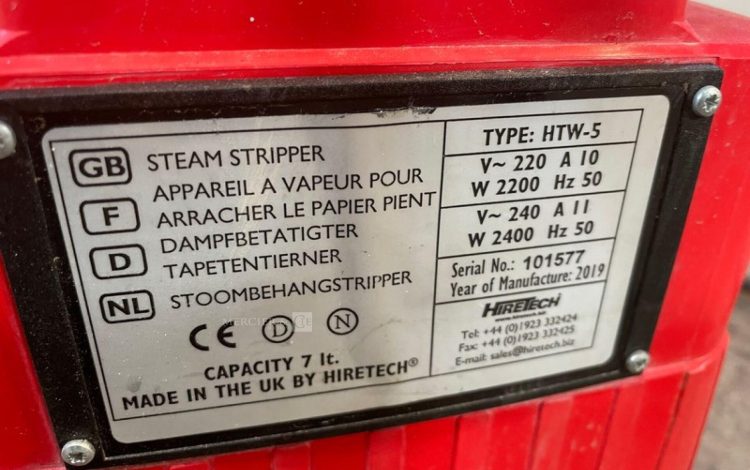 GB STEAM STRIPPER
F APPAREIL A VAPEUR POUR
ARRACHER LE PAPIER PIENT
D DAMPFBETATIGTER
TAPETENTIERNER
NL STOOMBEHANGSTRIPPER
CE D N
CAPACITY 7 lt.
MADE IN THE UK BY HIRETECH®
TYPE: HTW-5
V~ 220 A 10
W 2200 Hz 50
V~ 240 A 11
W 2400 Hz 50
Serial No.: 101577
Year of Manufacture: 2019
HIRETECH
www.hiretech.biz
Tel: +44 (0)1923 332424
Fax: +44 (0)1923 332425
E-mail: sales@hiretech.biz